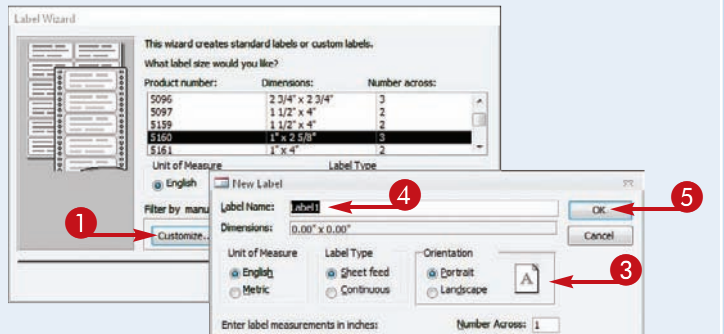 Label Wizard
This wizard creates standard labels or custom labels.
What label size would you like?
Product number: Dimensions: Number across:
5096 2 3/4" x 2 3/4" 3
5097 1 1/2" x 4" 2
5159 1 1/2" x 4" 2
5160 1" x 2 5/8" 3
5161 1" x 4" 2
Unit of Measure Label Type
English
Filter by manu
1
Customize..
New Label
Label Name: Label1
4
OK
5
Dimensions: 0.00" x 0.00"
Cancel
Unit of Measure Label Type Orientation
English Sheet feed Portrait
Metric Continuous Landscape
A
3
Enter label measurements in inches: Number Across: 1